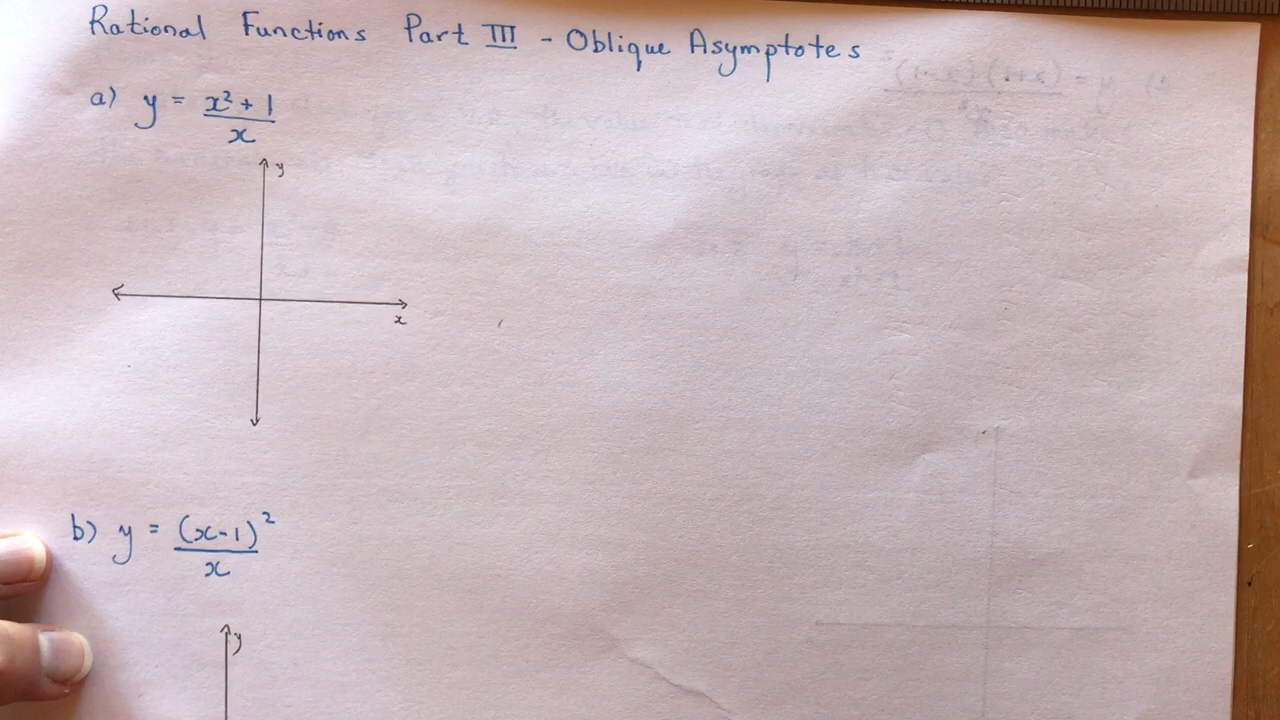 Rational Functions Part III - Oblique Asymptotes
a) y = x² + 1 / x
y
x
b) y = (x-1)² / x
y